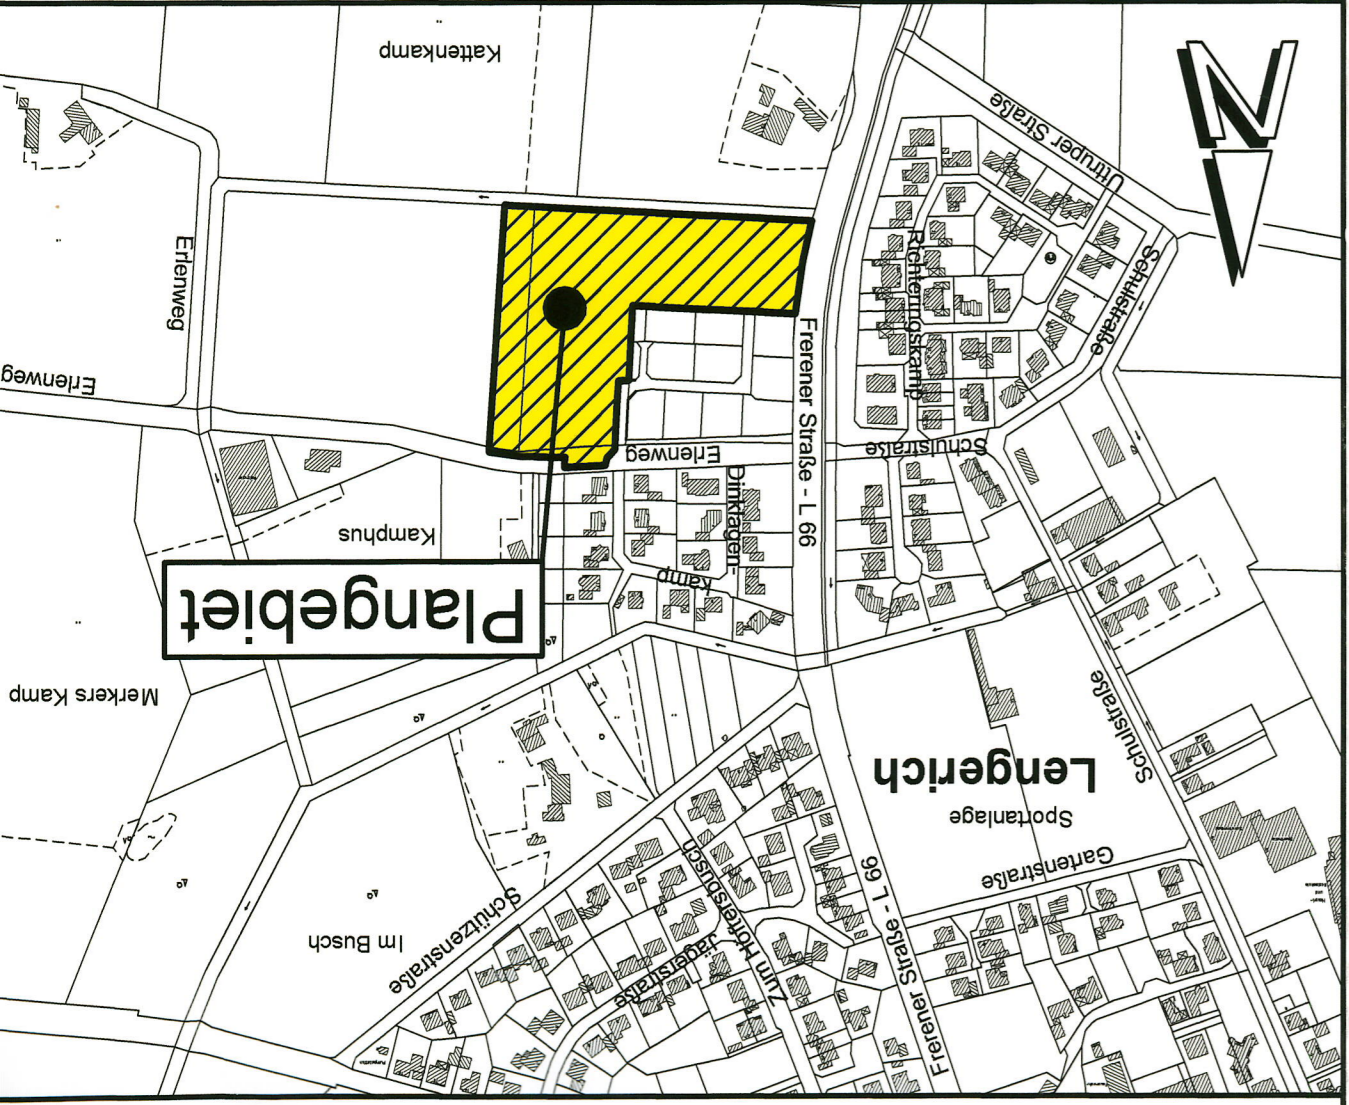 Schützenstraße
Im Busch
Jägerstraße
Zum Höltersbusch
Frerener Straße - L 66
Gartenstraße
Sportanlage
Lengerich
Schulstraße
Merkers Kamp
Plangebiet
Kamphus
Dinklagen-
kamp
Erlenweg
Schulstraße
Frerener Straße - L 66
Erlenweg
Erlenweg
Richteringskamp
Schulstraße
Uttruper Straße
Kattenkamp
N